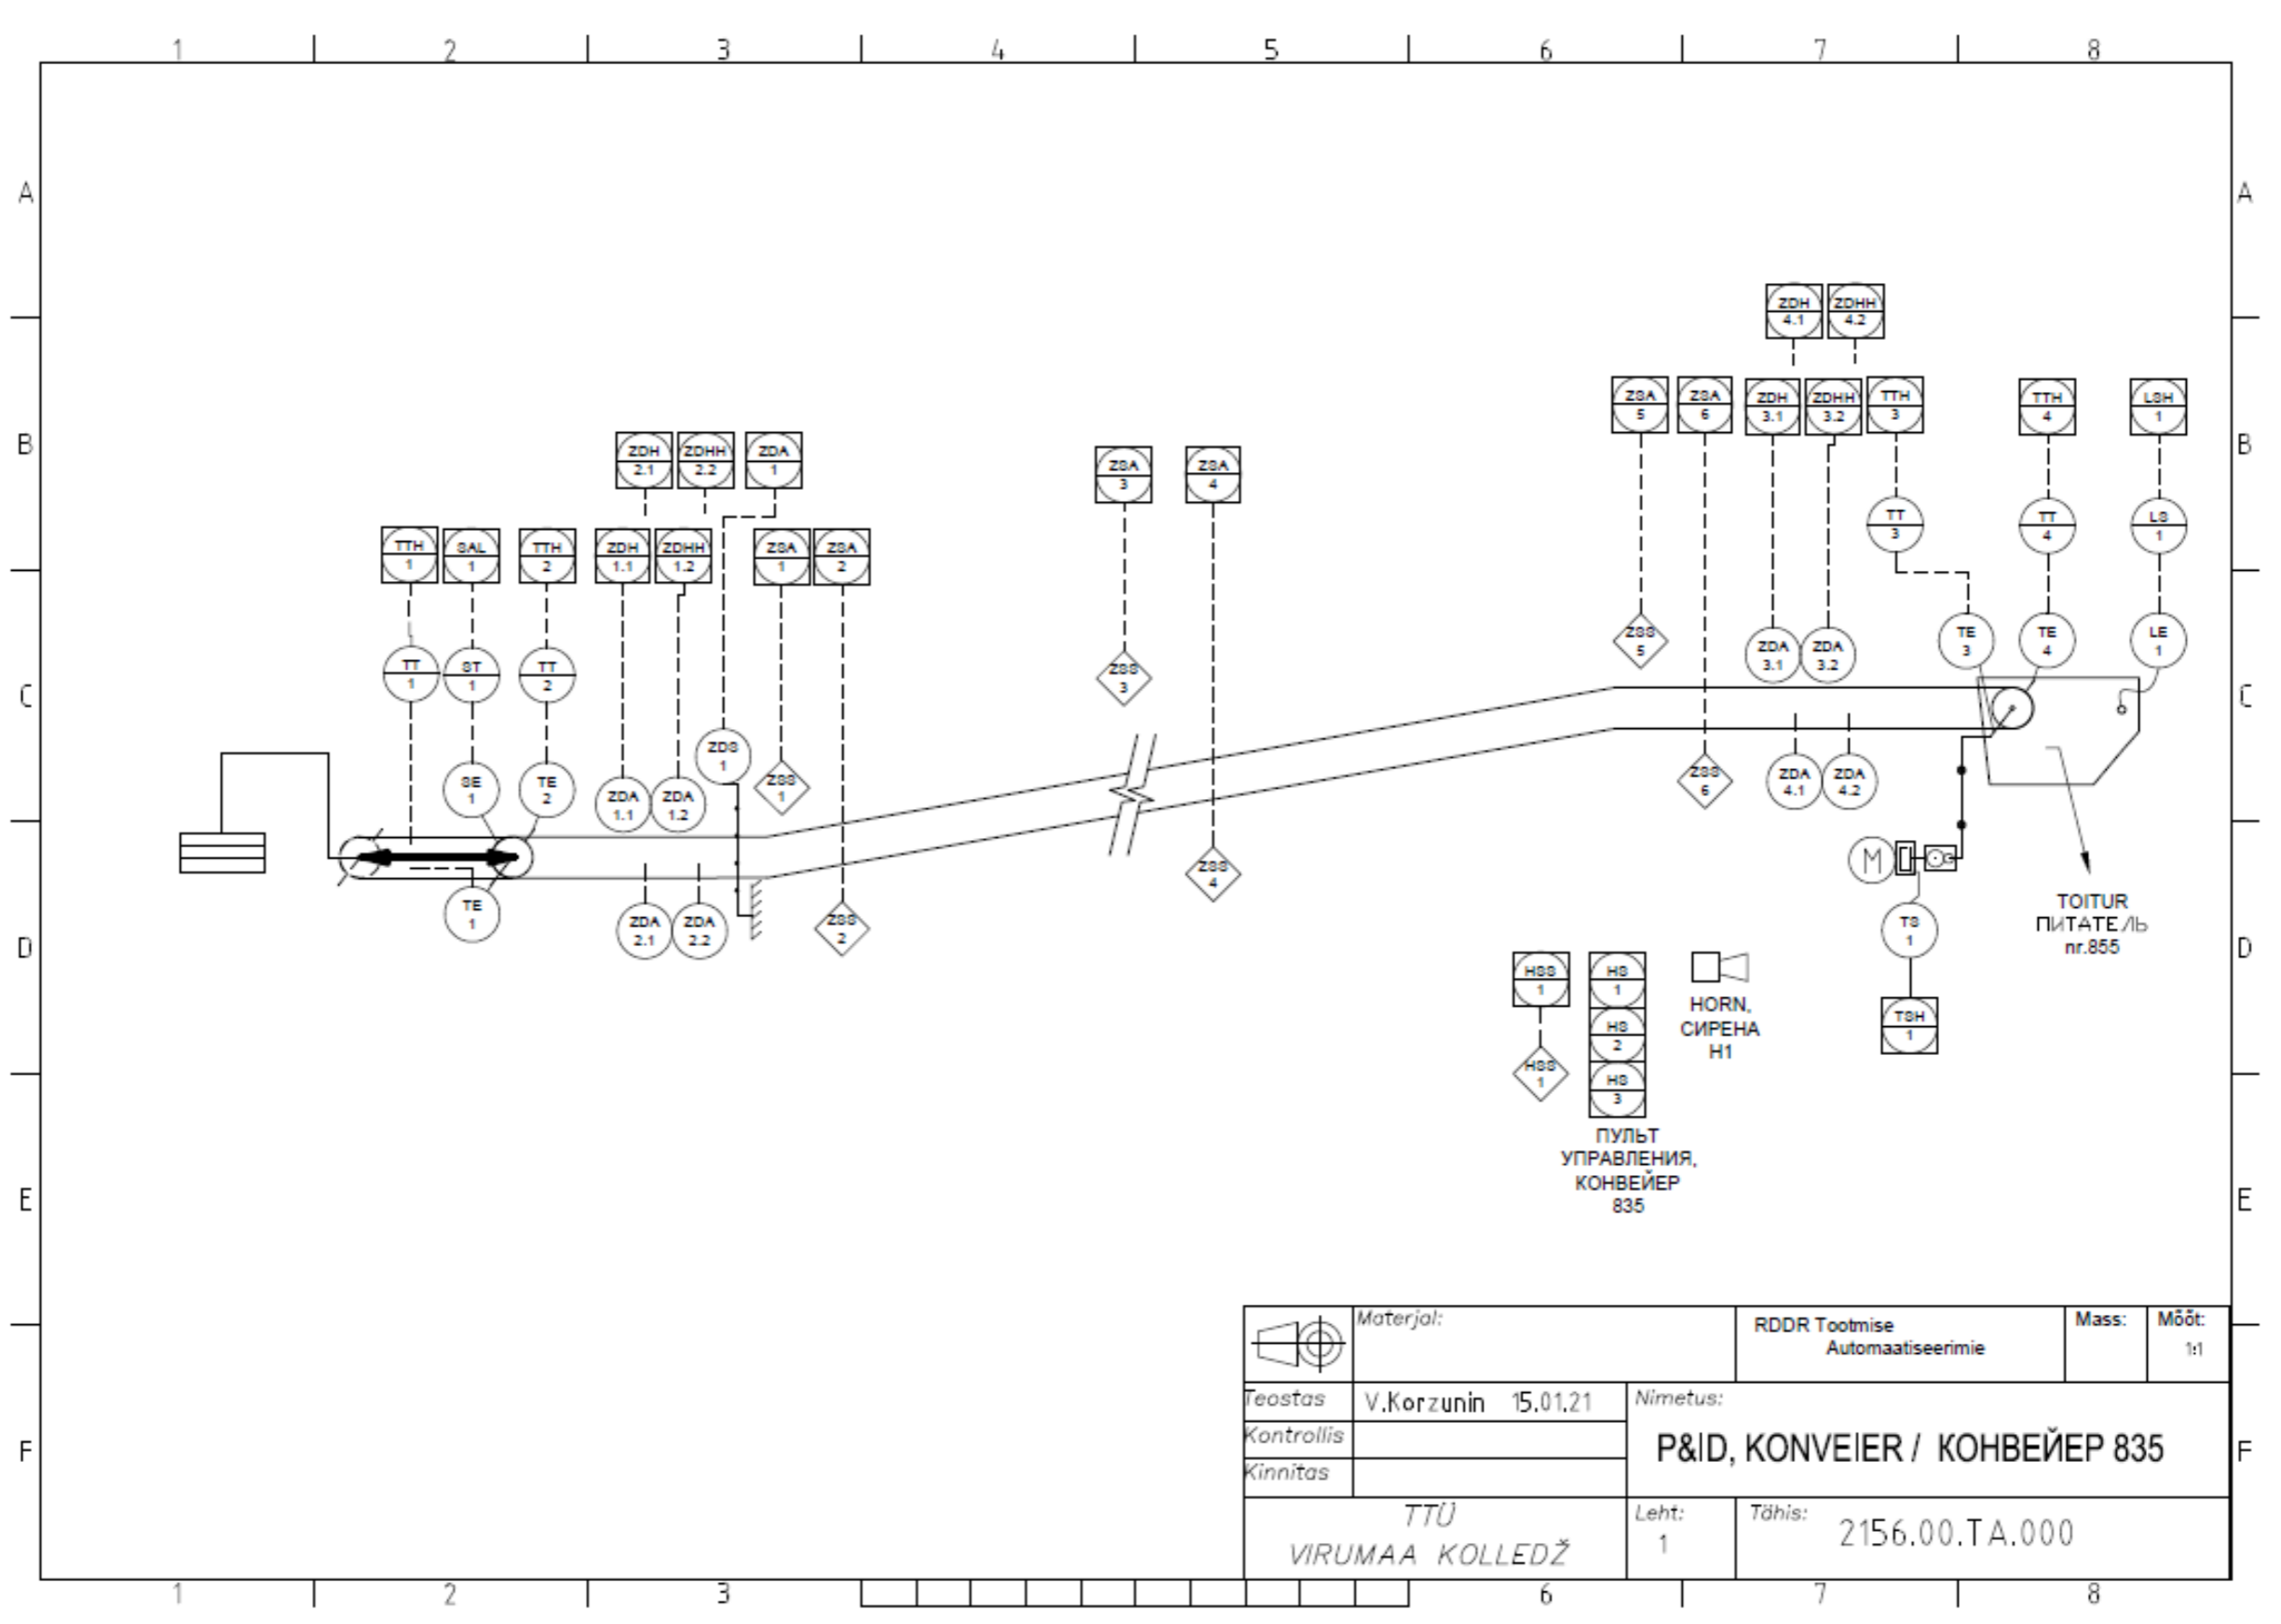 1 2 3 4 5 6 7 8
A A
ZDH ZDHH
4.1 4.2
ZSA ZSA ZDH ZDHH TTH TTH LSH
5 6 3.1 3.2 3 4 1
B B
ZDH ZDHH ZDA ZSA ZSA
2.1 2.2 1 3 4
TT TT LS
3 4 1
TTH SAL TTH ZDH ZDHH ZSA ZSA
1 1 2 1.1 1.2 1 2
ZSS ZDA ZDA TE TE LE
5 3.1 3.2 3 4 1
TT ST TT ZSS
1 1 2 3
C C
ZDS
1
SE TE ZDA ZDA ZSS ZSS ZDA ZDA
1 2 1.1 1.2 1 6 4.1 4.2
M
ZSS
4
TE ZDA ZDA ZSS TS
1 2.1 2.2 2 1
TOITUR
ПИТАТЕЛЬ
nr.855
D D
HSS HS
1 1
HORN,
СИРЕНА
H1
HS
2
TSH
1
HSS HS
1 3
ПУЛЬТ
УПРАВЛЕНИЯ,
КОНВЕЙЕР
835
E E
Materjal:
RDDR Tootmise
Automaatiseerimie
Mass: Mõõt:
1:1
Teostas V.Korzunin 15.01.21
Nimetus:
Kontrollis
P&ID, KONVEIER / КОНВЕЙЕР 835
Kinnitas
F F
TTÜ
VIRUMAA KOLLEDŽ
Leht:
1
Tähis:
2156.00.TA.000
1 2 3 6 7 8